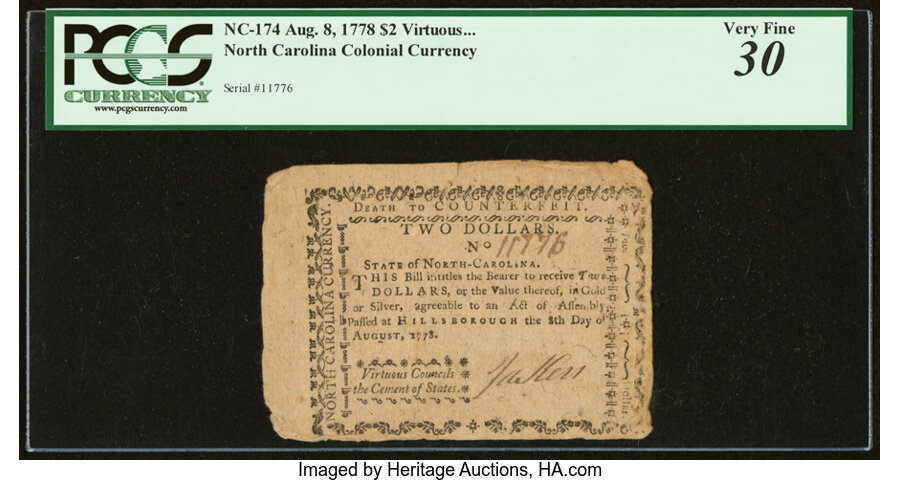 PCGS
CURRENCY
www.pcgscurrency.com
NC-174 Aug. 8, 1778 $2 Virtuous...
North Carolina Colonial Currency
Serial #11776
Very Fine
30
NORTH CAROLINA CURRENCY.
DEATH TO COUNTERFEIT.
TWO DOLLARS.
No 11776
STATE of NORTH-CAROLINA.
THIS Bill intitles the Bearer to receive Two
DOLLARS, or the Value thereof, in Gold
or Silver, agreeable to an Act of Assembly
Passed at HILLSBOROUGH the 8th Day of
AUGUST, 1778.
Virtuous Councils
the Cement of States.
Jas Kerr
Two
Dollar
Imaged by Heritage Auctions, HA.com